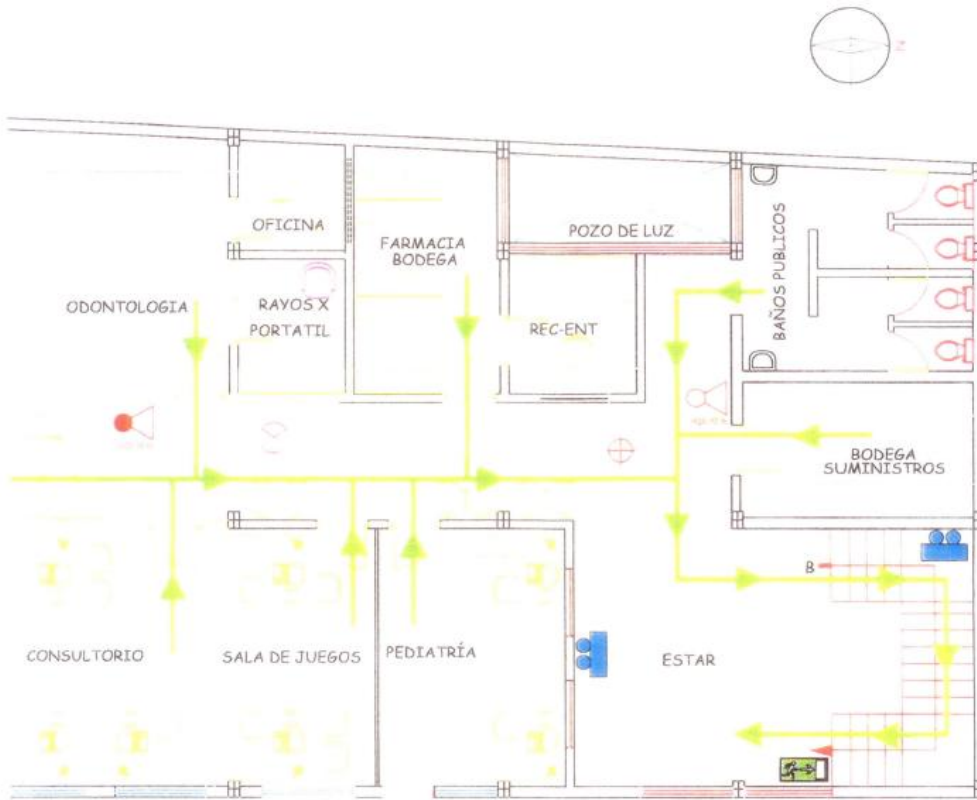 N
OFICINA
FARMACIA
BODEGA
POZO DE LUZ
BAÑOS PUBLICOS
ODONTOLOGIA
RAYOS X
PORTATIL
REC-ENT
BODEGA
SUMINISTROS
B
CONSULTORIO
SALA DE JUEGOS
PEDIATRÍA
ESTAR